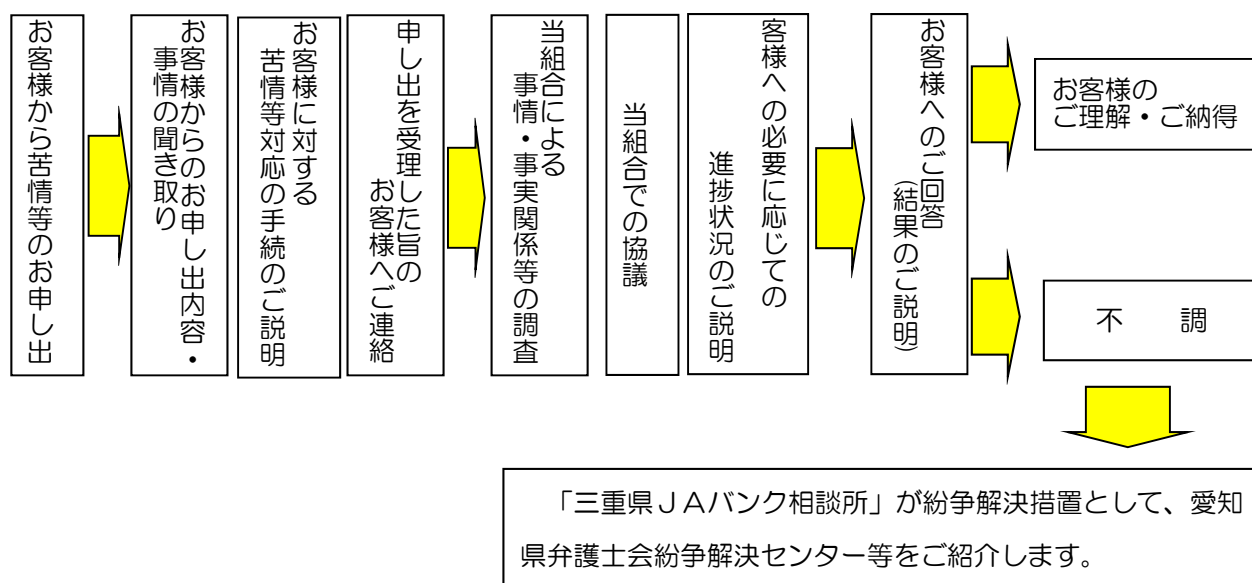 お客様から苦情等のお申し出
お客様からのお申し出内容・
事情の聞き取り
お客様に対する
苦情等対応の手続のご説明
申し出を受理した旨の
お客様へご連絡
当組合による
事情・事実関係等の調査
当組合での協議
客様への必要に応じての
進捗状況のご説明
お客様へのご回答
（結果のご説明）
お客様の
ご理解・ご納得
不　調
「三重県ＪＡバンク相談所」が紛争解決措置として、愛知
県弁護士会紛争解決センター等をご紹介します。